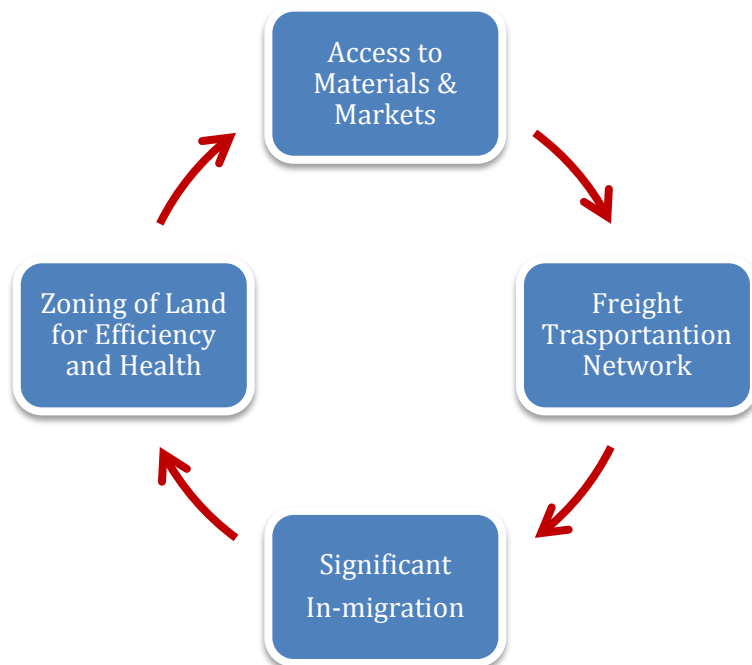 Access to
Materials &
Markets
Zoning of Land
for Efficiency
and Health
Freight
Trasportantion
Network
Significant
In-migration